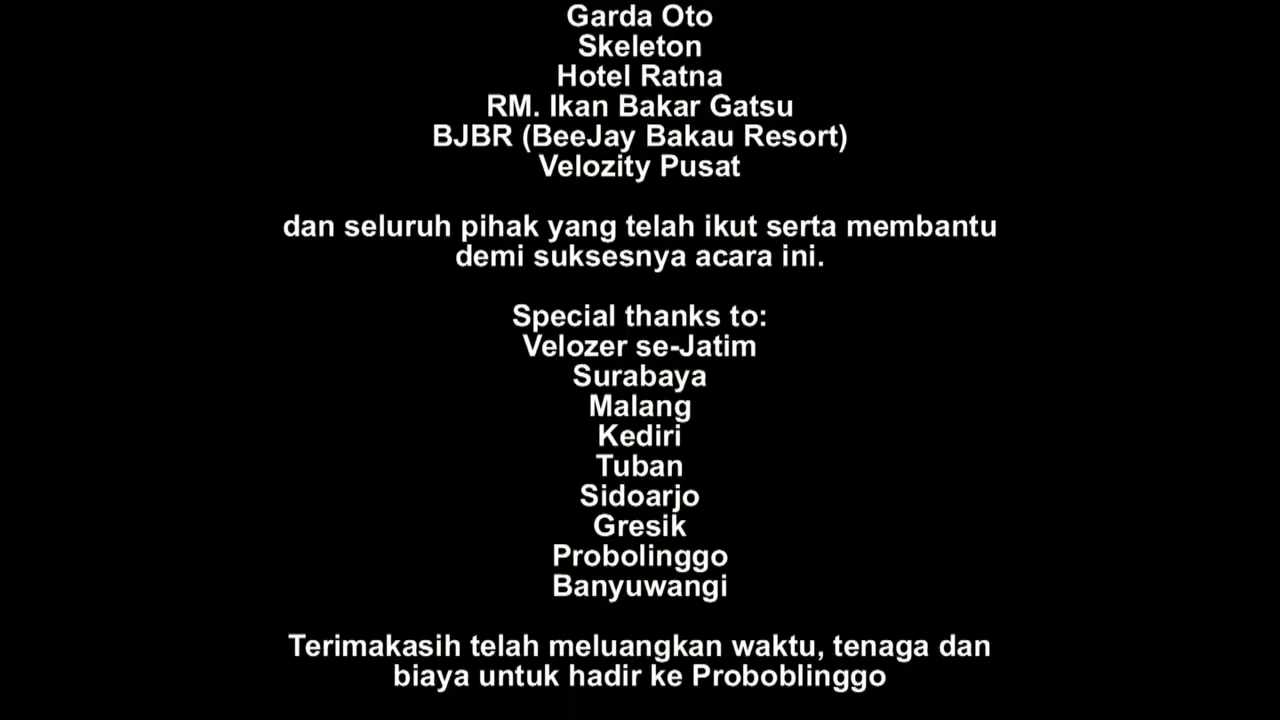 Garda Oto
Skeleton
Hotel Ratna
RM. Ikan Bakar Gatsu
BJBR (BeeJay Bakau Resort)
Velozity Pusat
dan seluruh pihak yang telah ikut serta membantu
demi suksesnya acara ini.
Special thanks to:
Velozer se-Jatim
Surabaya
Malang
Kediri
Tuban
Sidoarjo
Gresik
Probolinggo
Banyuwangi
Terimakasih telah meluangkan waktu, tenaga dan
biaya untuk hadir ke Proboblinggo